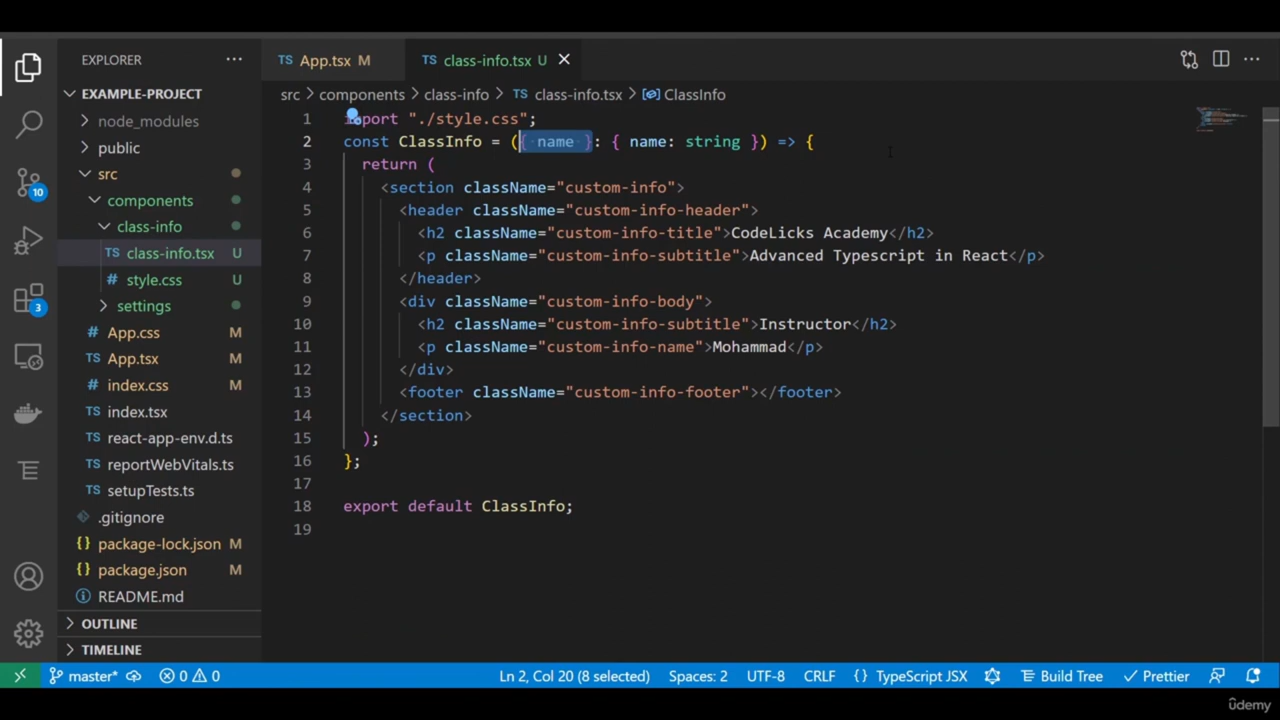 EXPLORER
EXAMPLE-PROJECT
node_modules
public
src
components
class-info
TS class-info.tsx U
style.css U
settings
App.css M
TS App.tsx M
index.css M
TS index.tsx
TS react-app-env.d.ts
TS reportWebVitals.ts
TS setupTests.ts
.gitignore
{} package-lock.json M
{} package.json M
README.md
OUTLINE
TIMELINE
10
3
TS App.tsx M
TS class-info.tsx U
src > components > class-info > TS class-info.tsx > ClassInfo
1 import "./style.css";
2 const ClassInfo = ({ name }: { name: string }) => {
3 return (
4 <section className="custom-info">
5 <header className="custom-info-header">
6 <h2 className="custom-info-title">CodeLicks Academy</h2>
7 <p className="custom-info-subtitle">Advanced Typescript in React</p>
8 </header>
9 <div className="custom-info-body">
10 <h2 className="custom-info-subtitle">Instructor</h2>
11 <p className="custom-info-name">Mohammad</p>
12 </div>
13 <footer className="custom-info-footer"></footer>
14 </section>
15 );
16 };
17
18 export default ClassInfo;
19
master* 0 0 Ln 2, Col 20 (8 selected) Spaces: 2 UTF-8 CRLF {} TypeScript JSX Build Tree Prettier
ûdemy